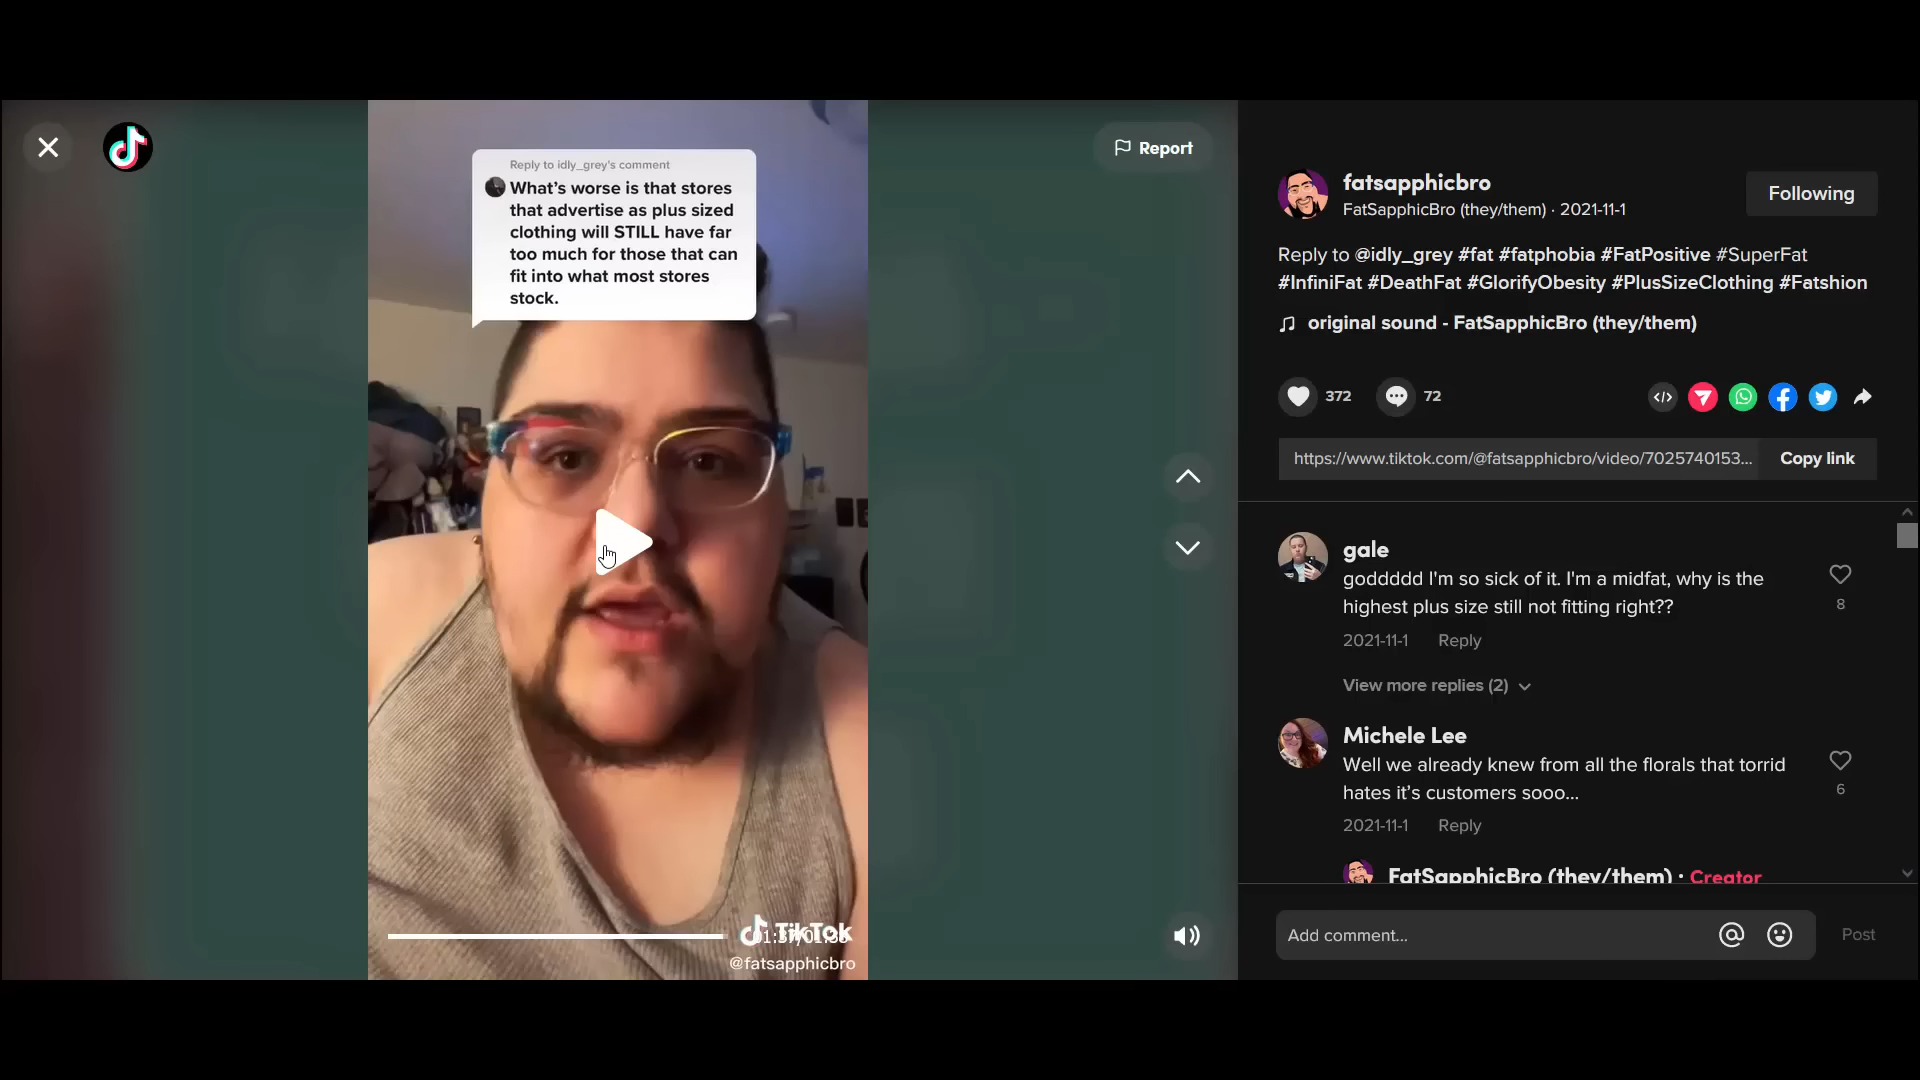 Reply to idly_grey's comment
What's worse is that stores
that advertise as plus sized
clothing will STILL have far
too much for those that can
fit into what most stores
stock.
Report
TikTok
@fatsapphicbro
fatsapphicbro
FatSapphicBro (they/them) · 2021-11-1
Following
Reply to @idly_grey #fat #fatphobia #FatPositive #SuperFat
#InfiniFat #DeathFat #GlorifyObesity #PlusSizeClothing #Fatshion
original sound - FatSapphicBro (they/them)
372
72
https://www.tiktok.com/@fatsapphicbro/video/7025740153...
Copy link
gale
goddddd I'm so sick of it. I'm a midfat, why is the
highest plus size still not fitting right??
8
2021-11-1 Reply
View more replies (2)
Michele Lee
Well we already knew from all the florals that torrid
hates it's customers sooo...
6
2021-11-1 Reply
FatSapphicBro (they/them) · Creator
Add comment...
Post